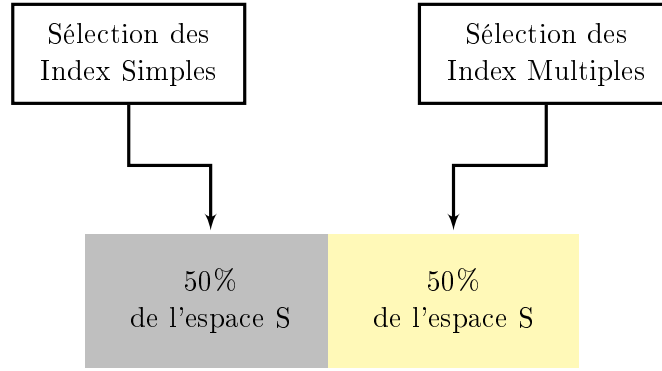 Sélection des
Index Simples
Sélection des
Index Multiples
50%
de l'espace S
50%
de l'espace S